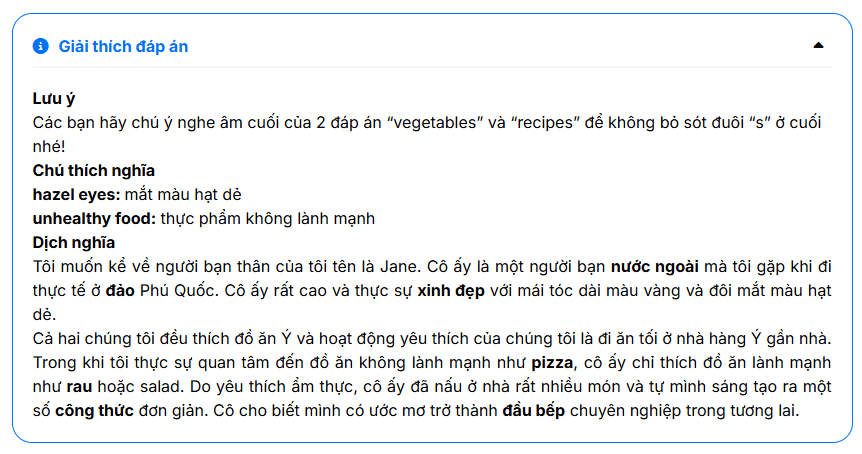 Giải thích đáp án
Lưu ý
Các bạn hãy chú ý nghe âm cuối của 2 đáp án “vegetables” và “recipes” để không bỏ sót đuôi “s” ở cuối
nhé!
Chú thích nghĩa
hazel eyes: mắt màu hạt dẻ
unhealthy food: thực phẩm không lành mạnh
Dịch nghĩa
Tôi muốn kể về người bạn thân của tôi tên là Jane. Cô ấy là một người bạn nước ngoài mà tôi gặp khi đi
thực tế ở đảo Phú Quốc. Cô ấy rất cao và thực sự xinh đẹp với mái tóc dài màu vàng và đôi mắt màu hạt
dẻ.
Cả hai chúng tôi đều thích đồ ăn Ý và hoạt động yêu thích của chúng tôi là đi ăn tối ở nhà hàng Ý gần nhà.
Trong khi tôi thực sự quan tâm đến đồ ăn không lành mạnh như pizza, cô ấy chỉ thích đồ ăn lành mạnh
như rau hoặc salad. Do yêu thích ẩm thực, cô ấy đã nấu ở nhà rất nhiều món và tự mình sáng tạo ra một
số công thức đơn giản. Cô cho biết mình có ước mơ trở thành đầu bếp chuyên nghiệp trong tương lai.